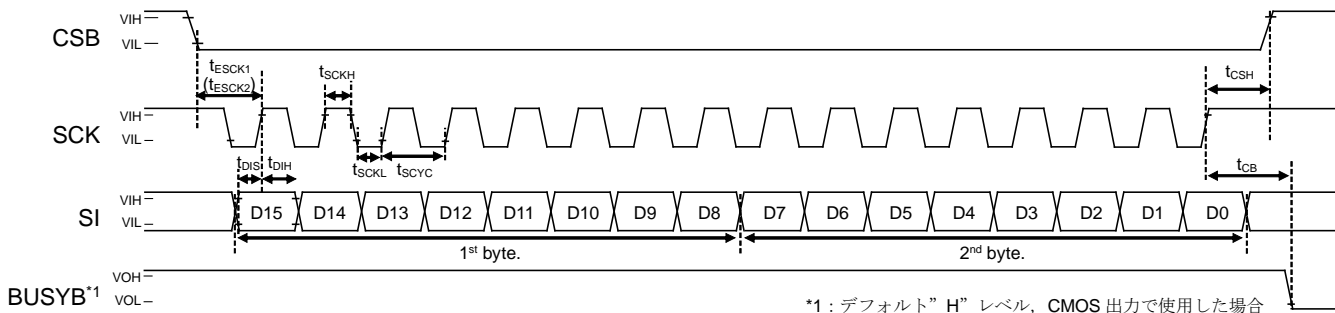 CSB
VIH
VIL
tESCK1
(tESCK2)
tSCKH
tCSH
SCK
VIH
VIL
tDIS
tDIH
tSCKL
tSCYC
tCB
SI
VIH
VIL
D15 D14 D13 D12 D11 D10 D9 D8 D7 D6 D5 D4 D3 D2 D1 D0
1st byte.
2nd byte.
BUSYB*1
VOH
VOL
*1:デフォルト”H”レベル,CMOS 出力で使用した場合